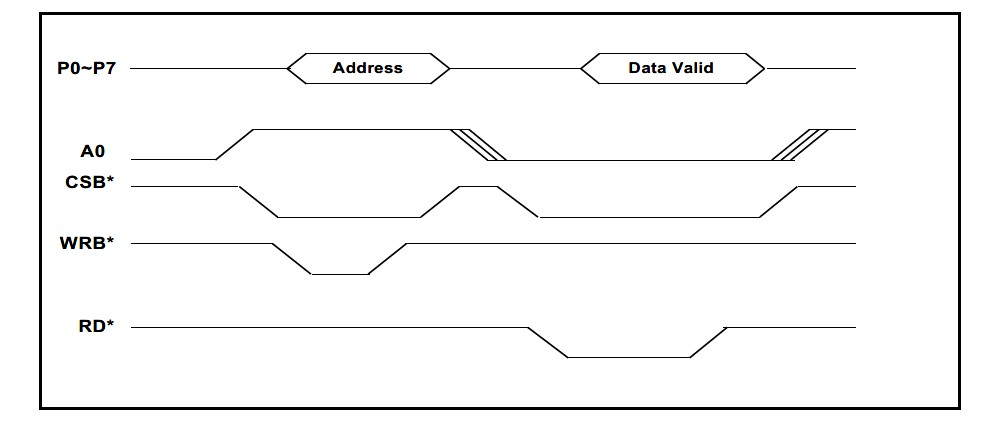 P0~P7 Address Data Valid
A0
CSB*
WRB*
RD*